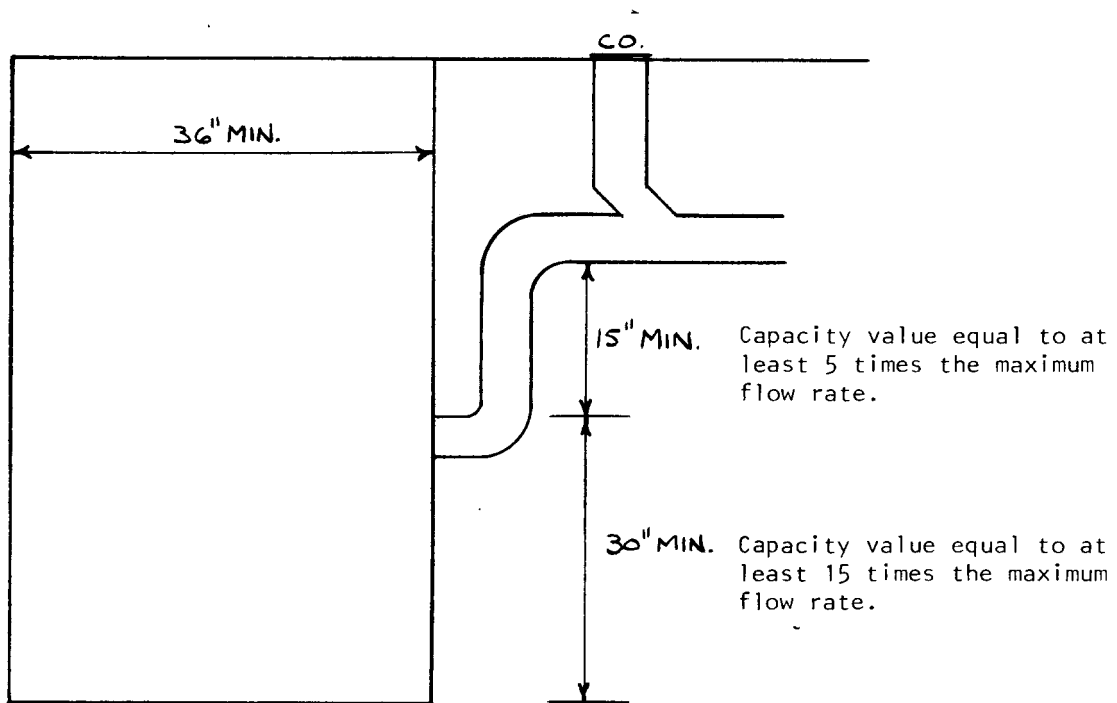 CO.
36" MIN.
15" MIN. Capacity value equal to at
least 5 times the maximum
flow rate.
30" MIN. Capacity value equal to at
least 15 times the maximum
flow rate.